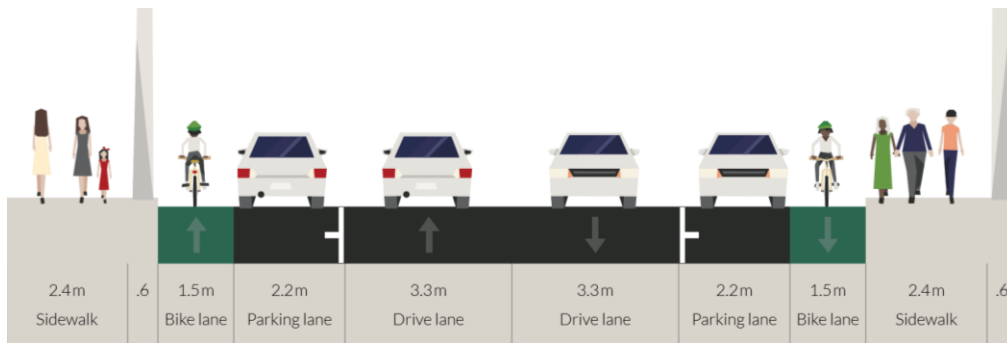 2.4m
Sidewalk
.6
1.5m
Bike lane
2.2m
Parking lane
3.3m
Drive lane
3.3m
Drive lane
2.2m
Parking lane
1.5m
Bike lane
2.4m
Sidewalk
.6